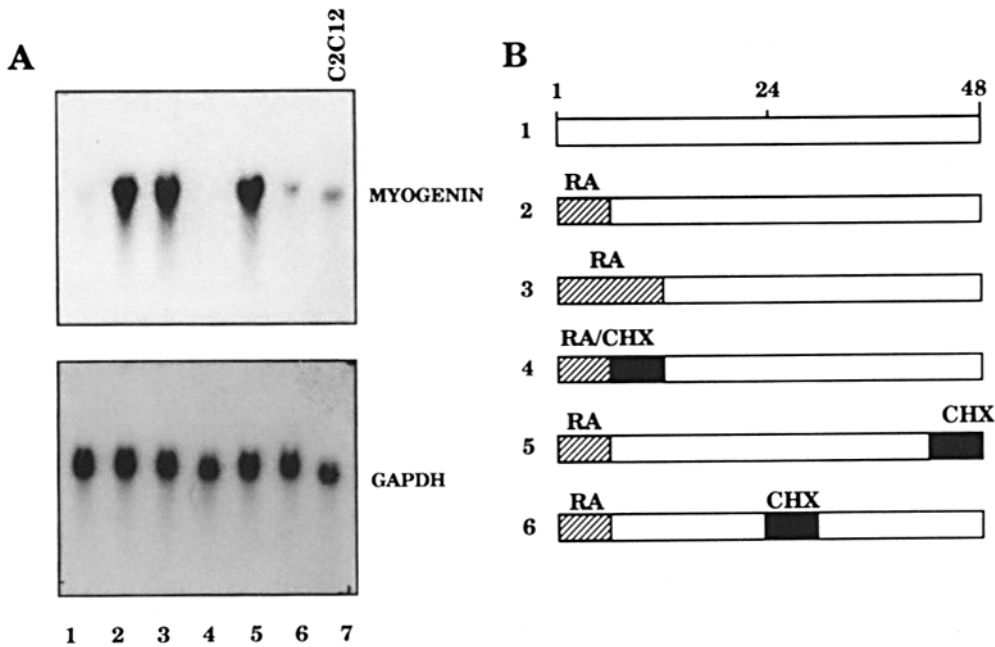 A
C2C12
MYOGENIN
GAPDH
1 2 3 4 5 6 7
B
1 24 48
1
RA
2
RA
3
RA/CHX
4
RA CHX
5
RA CHX
6